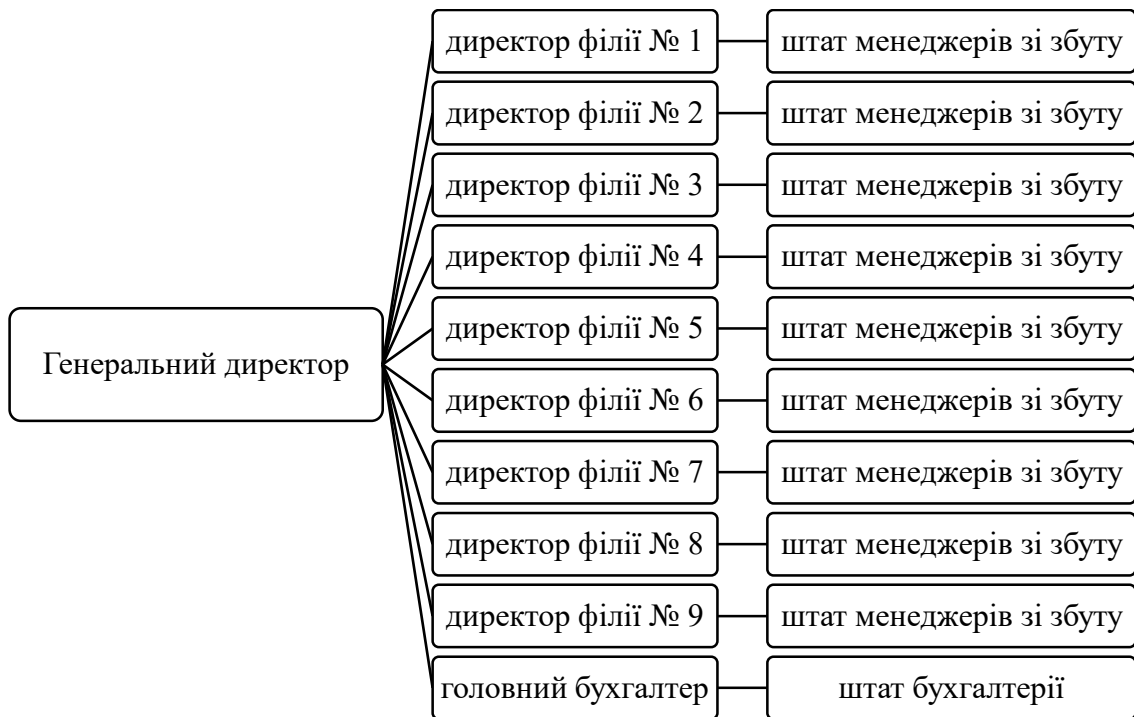 Генеральний директор
директор філії № 1
штат менеджерів зі збуту
директор філії № 2
штат менеджерів зі збуту
директор філії № 3
штат менеджерів зі збуту
директор філії № 4
штат менеджерів зі збуту
директор філії № 5
штат менеджерів зі збуту
директор філії № 6
штат менеджерів зі збуту
директор філії № 7
штат менеджерів зі збуту
директор філії № 8
штат менеджерів зі збуту
директор філії № 9
штат менеджерів зі збуту
головний бухгалтер
штат бухгалтерії